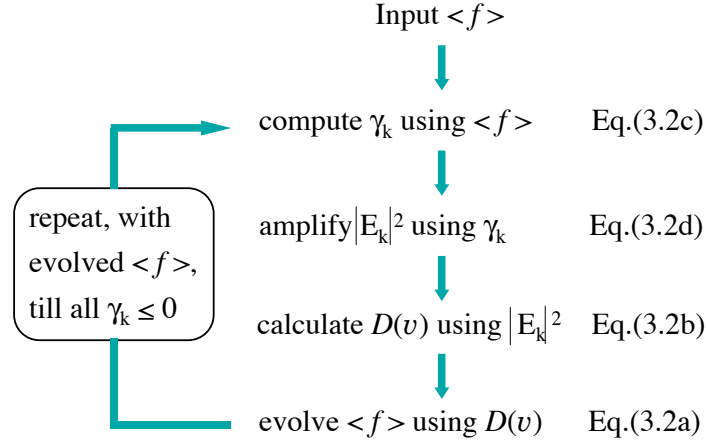 Input <f>
compute γk using <f> Eq.(3.2c)
amplify |Ek|² using γk Eq.(3.2d)
calculate D(v) using |Ek|² Eq.(3.2b)
evolve <f> using D(v) Eq.(3.2a)
repeat, with
evolved <f>,
till all γk ≤ 0